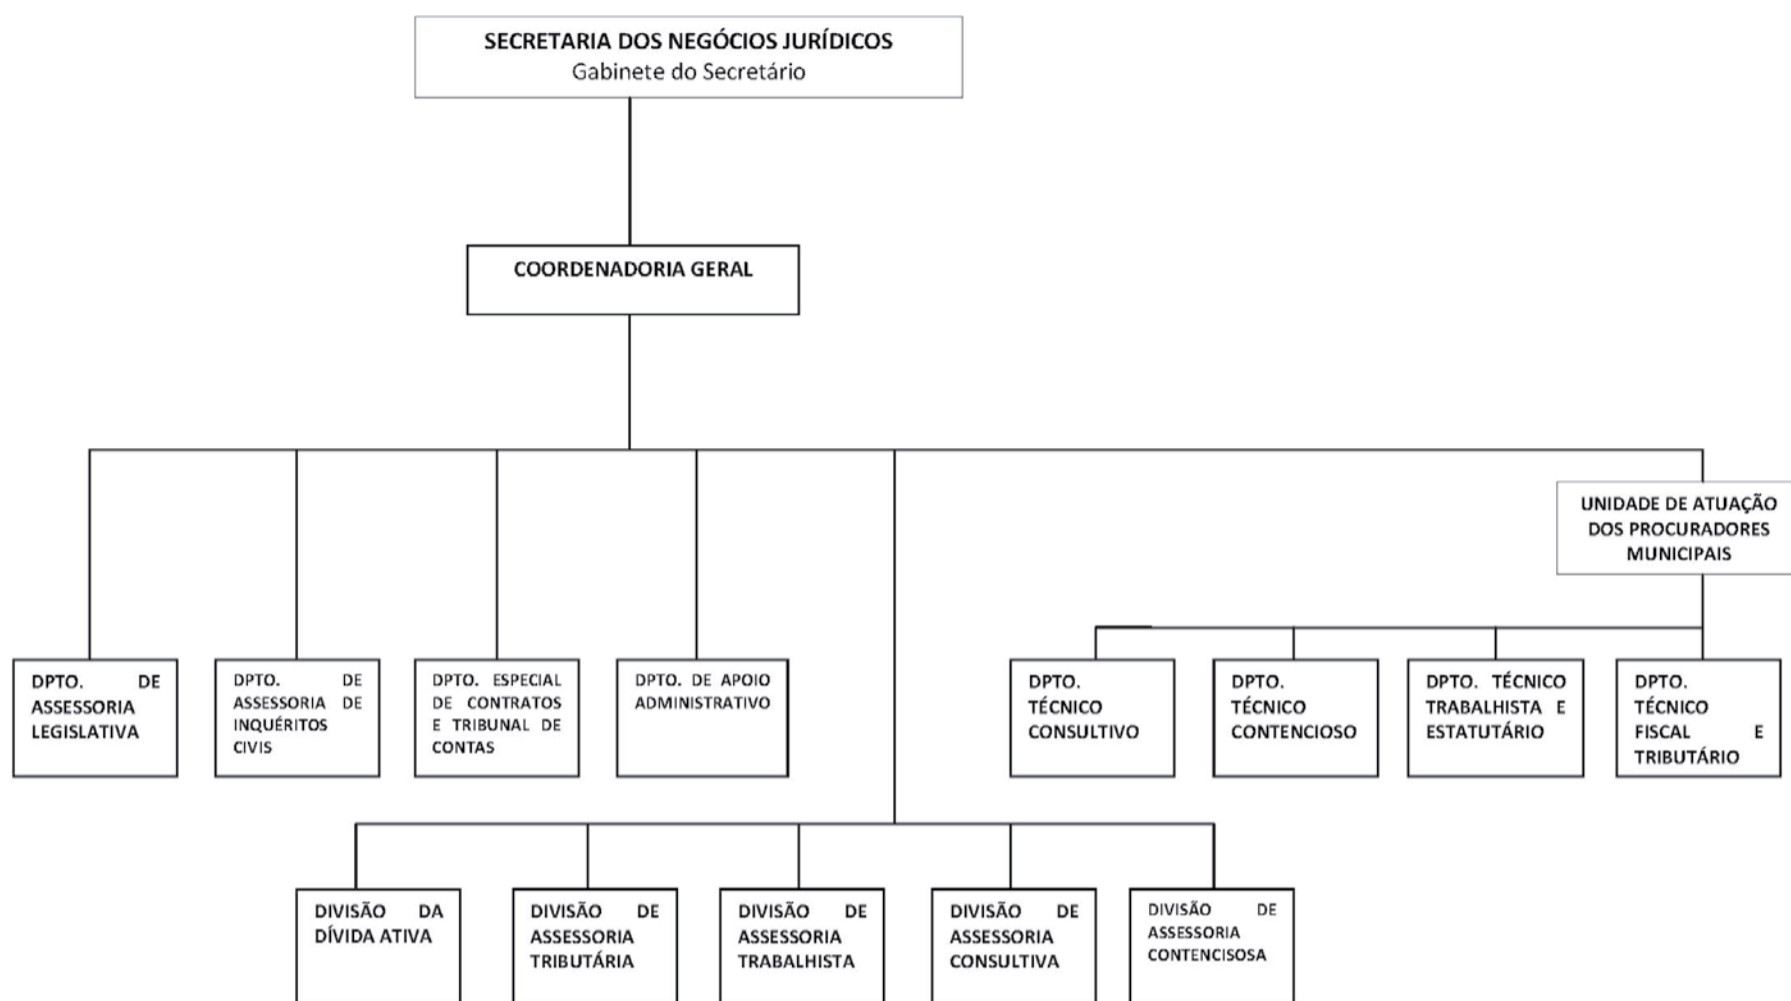 SECRETARIA DOS NEGÓCIOS JURÍDICOS
Gabinete do Secretário
COORDENADORIA GERAL
UNIDADE DE ATUAÇÃO
DOS PROCURADORES
MUNICIPAIS
DPTO. DE
ASSESSORIA
LEGISLATIVA
DPTO. DE
ASSESSORIA DE
INQUÉRITOS
CIVIS
DPTO. ESPECIAL
DE CONTRATOS
E TRIBUNAL DE
CONTAS
DPTO. DE APOIO
ADMINISTRATIVO
DPTO.
TÉCNICO
CONSULTIVO
DPTO.
TÉCNICO
CONTENCIOSO
DPTO. TÉCNICO
TRABALHISTA E
ESTATUTÁRIO
DPTO.
TÉCNICO
FISCAL E
TRIBUTÁRIO
DIVISÃO DA
DÍVIDA ATIVA
DIVISÃO DE
ASSESSORIA
TRIBUTÁRIA
DIVISÃO DE
ASSESSORIA
TRABALHISTA
DIVISÃO DE
ASSESSORIA
CONSULTIVA
DIVISÃO DE
ASSESSORIA
CONTENCISOSA